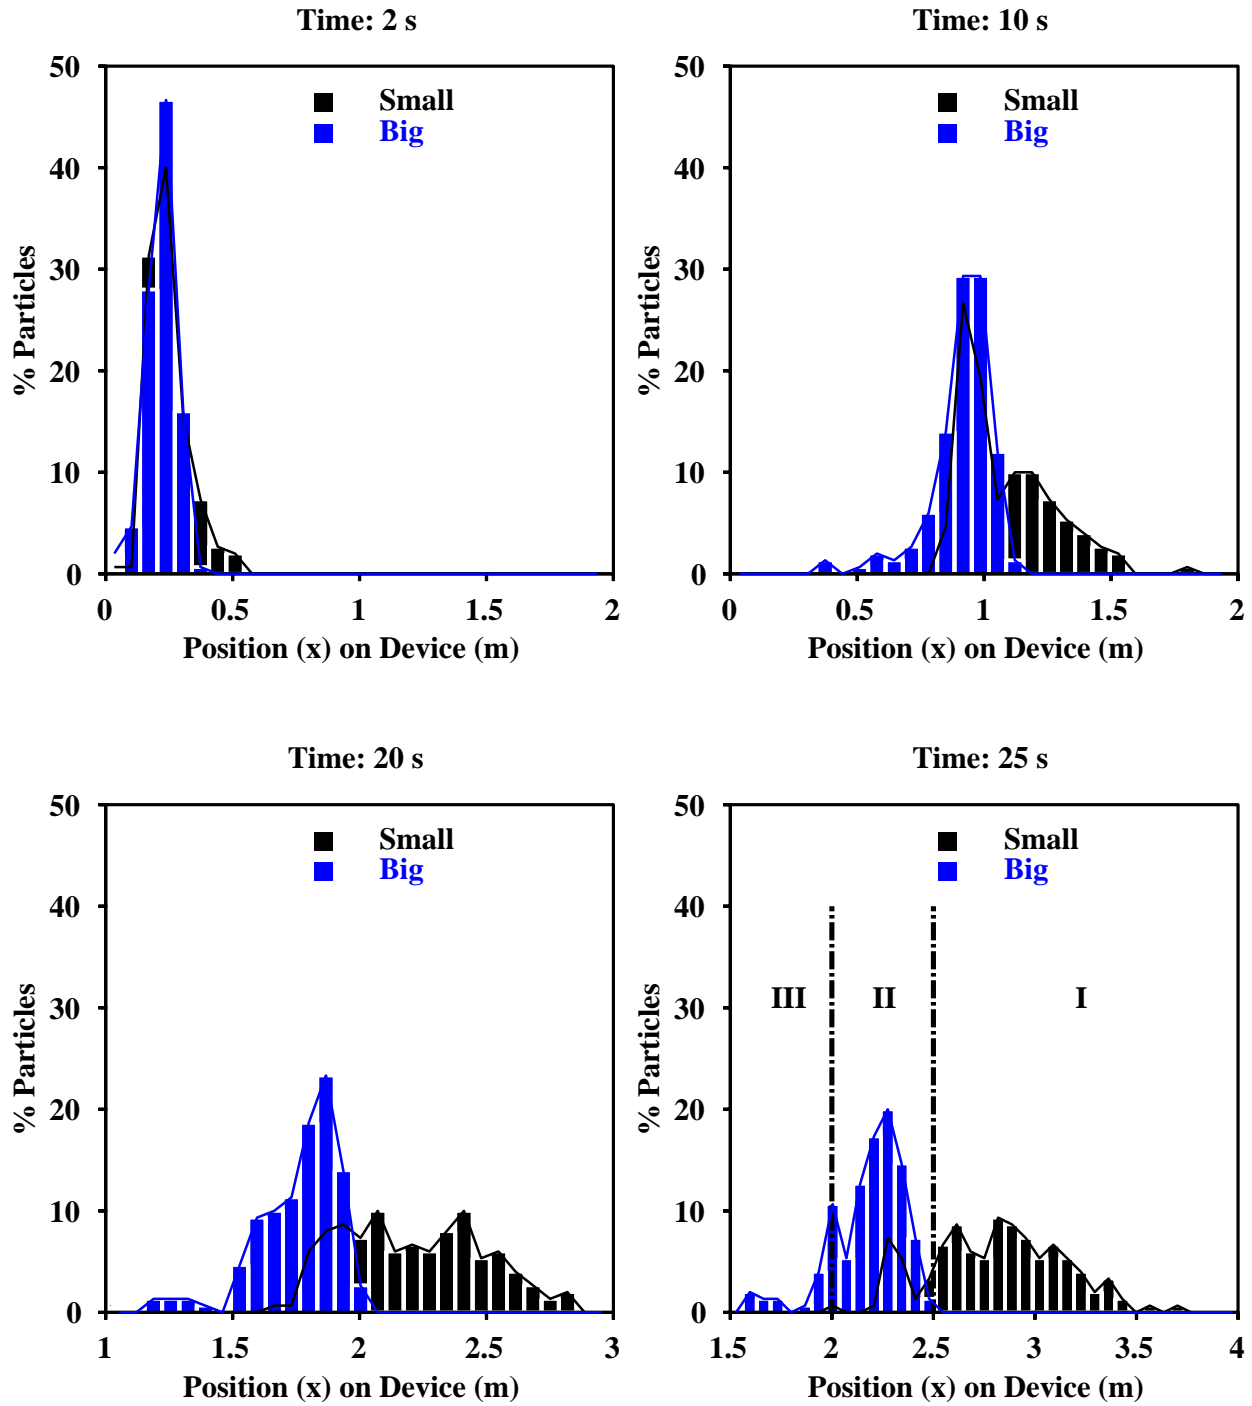 Time: 2 s
50
40
30
20
10
0
% Particles
Small
Big
0
0.5
1
1.5
2
Position (x) on Device (m)
Time: 10 s
50
40
30
20
10
0
% Particles
Small
Big
0
0.5
1
1.5
2
Position (x) on Device (m)
Time: 20 s
50
40
30
20
10
0
% Particles
Small
Big
1
1.5
2
2.5
3
Position (x) on Device (m)
Time: 25 s
50
40
30
20
10
0
% Particles
Small
Big
III
II
I
1.5
2
2.5
3
3.5
4
Position (x) on Device (m)